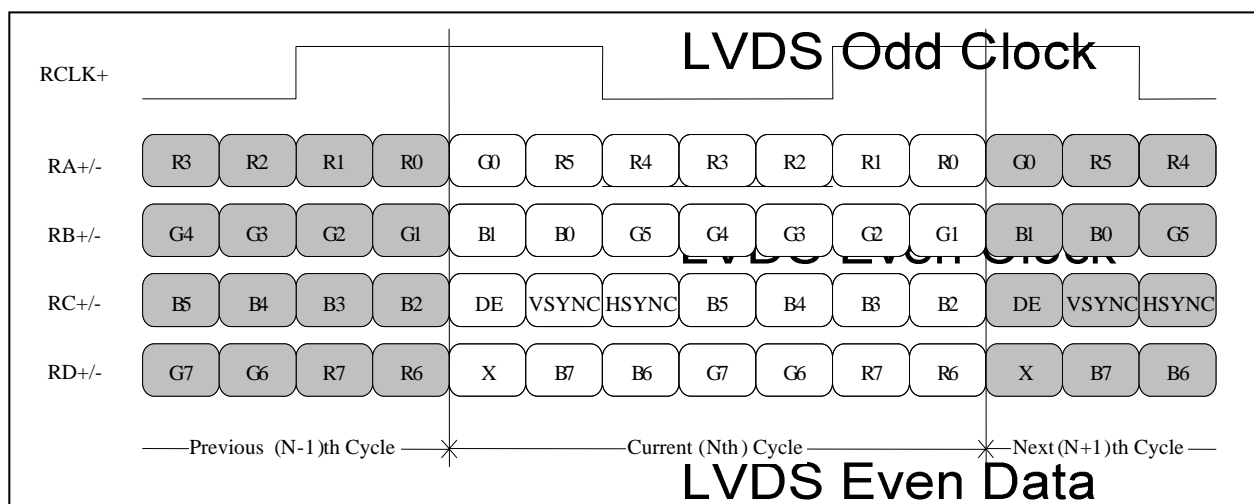 LVDS Odd Clock
RCLK+
RA+/- R3 R2 R1 R0 G0 R5 R4 R3 R2 R1 R0 G0 R5 R4
RB+/- G4 G3 G2 G1 B1 B0 G5 G4 G3 G2 G1 B1 B0 G5
LVDS Even Clock
RC+/- B5 B4 B3 B2 DE VSYNC HSYNC B5 B4 B3 B2 DE VSYNC HSYNC
RD+/- G7 G6 R7 R6 X B7 B6 G7 G6 R7 R6 X B7 B6
Previous (N-1)th Cycle Current (Nth) Cycle Next (N+1)th Cycle
LVDS Even Data